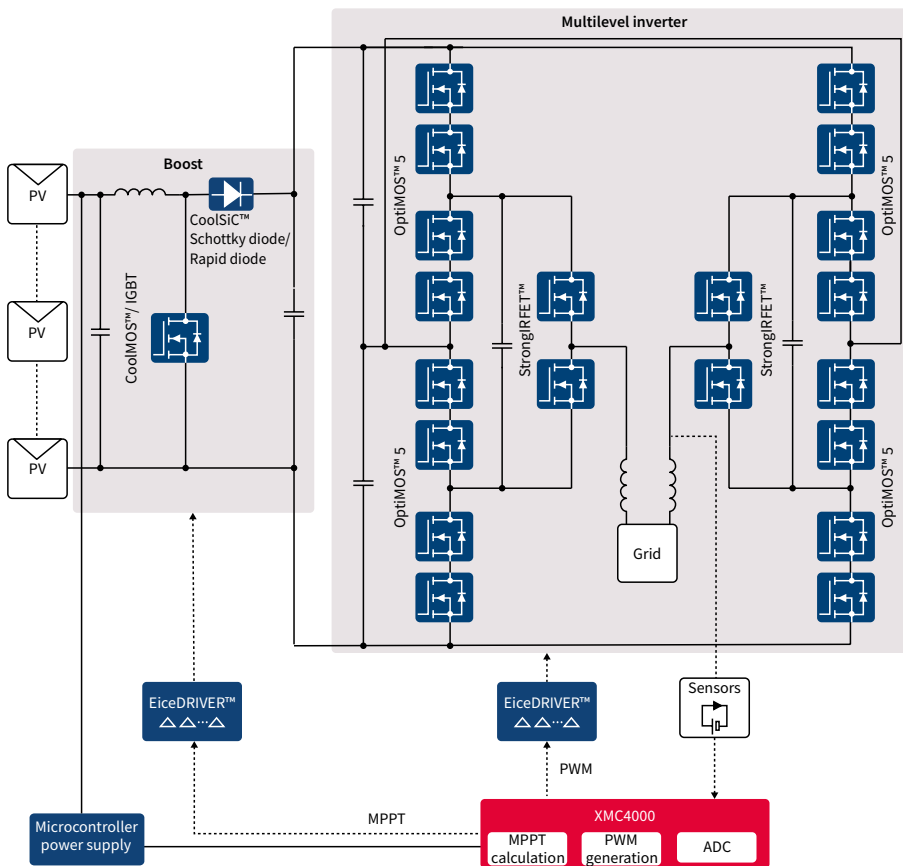 Multilevel inverter
Boost
PV
PV
PV
CoolSiC™
Schottky diode/
Rapid diode
CoolMOS™/ IGBT
OptiMOS™ 5
OptiMOS™ 5
StrongIRFET™
StrongIRFET™
OptiMOS™ 5
OptiMOS™ 5
Grid
EiceDRIVER™
EiceDRIVER™
Sensors
PWM
MPPT
Microcontroller
power supply
XMC4000
MPPT
calculation
PWM
generation
ADC